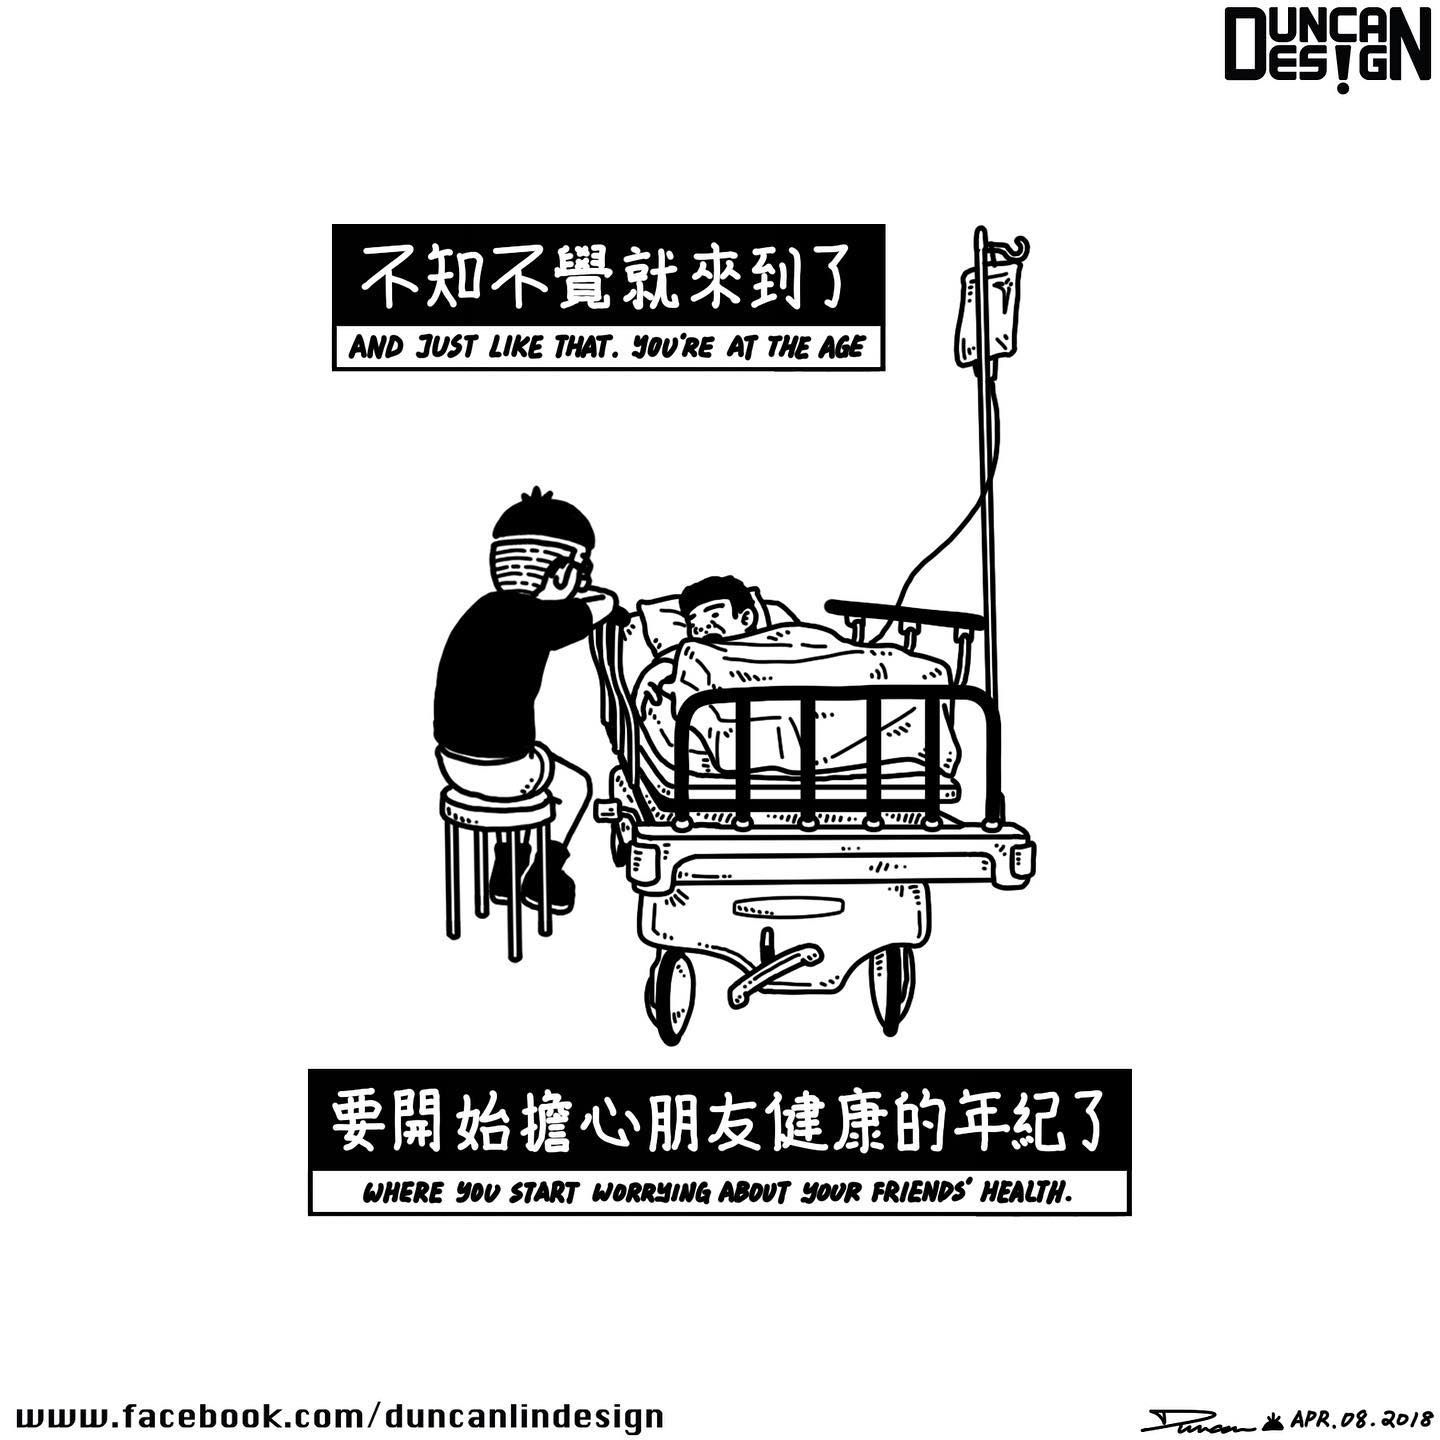 DUNCAN
DES!GN
不知不覺就來到了
AND JUST LIKE THAT. YOU'RE AT THE AGE
要開始擔心朋友健康的年紀了
WHERE YOU START WORRYING ABOUT YOUR FRIENDS' HEALTH.
www.facebook.com/duncanlindesign
Duncan APR.08.2018